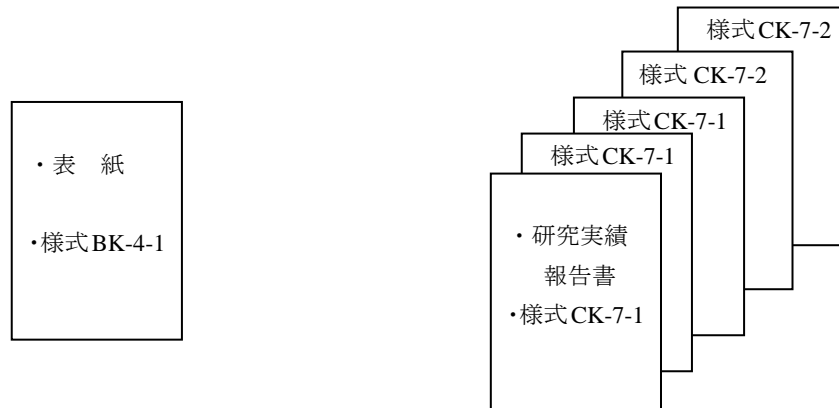 ・表　紙
・様式BK-4-1
様式CK-7-2
様式 CK-7-2
様式CK-7-1
様式CK-7-1
・研究実績
報告書
・様式CK-7-1